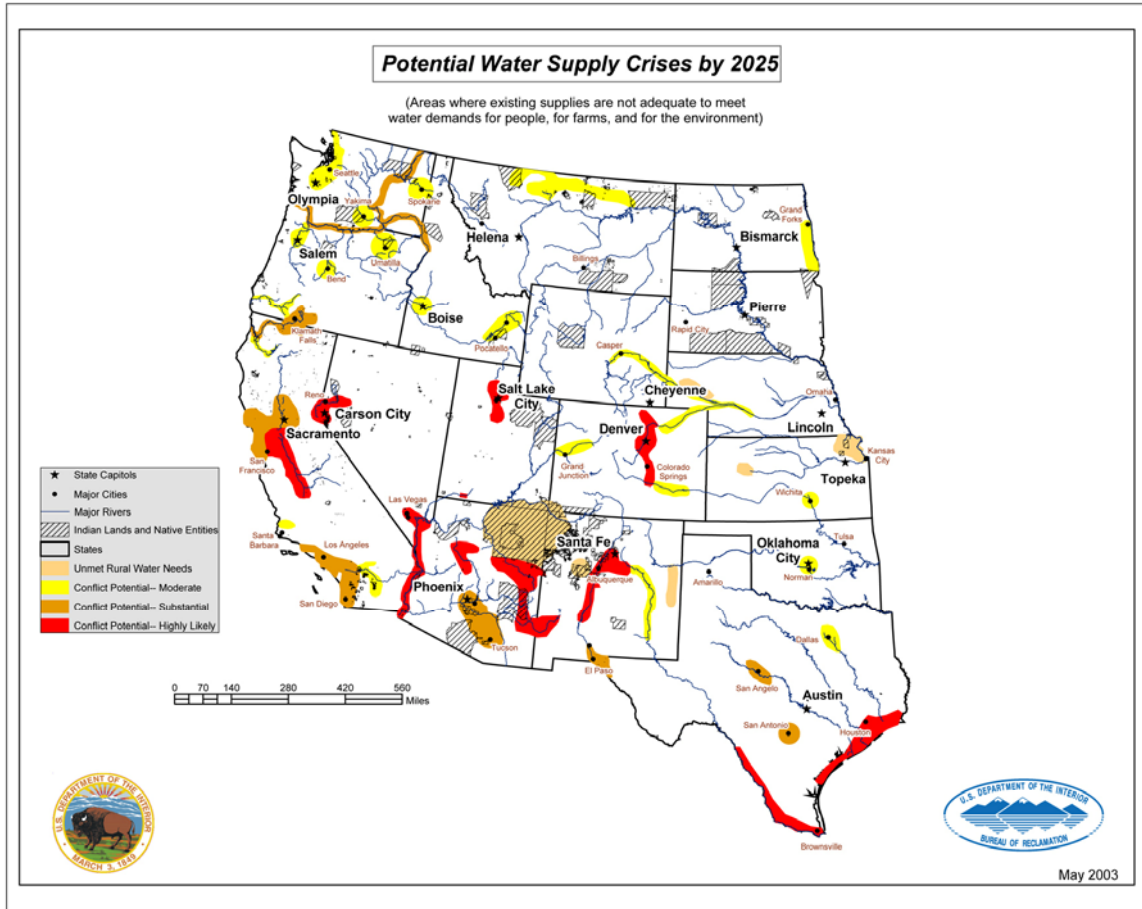 Potential Water Supply Crises by 2025
(Areas where existing supplies are not adequate to meet
water demands for people, for farms, and for the environment)
Seattle
Olympia
Yakima
Spokane
Grand
Forks
Helena
Bismarck
Salem
Umatilla
Billings
Bend
Boise
Pierre
Klamath
Falls
Pocatello
Rapid City
Casper
Reno
Salt Lake
City
Cheyenne
Omaha
Carson City
Lincoln
Sacramento
Denver
San
Francisco
Grand
Junction
Colorado
Springs
Kansas
City
Topeka
Las Vegas
Wichita
Santa
Barbara
Los Angeles
Santa Fe
Oklahoma
City
Tulsa
Albuquerque
Amarillo
Norman
Phoenix
San Diego
Tucson
Dallas
El Paso
San Angelo
Austin
San Antonio
Houston
Brownsville
State Capitols
Major Cities
Major Rivers
Indian Lands and Native Entities
States
Unmet Rural Water Needs
Conflict Potential-- Moderate
Conflict Potential-- Substantial
Conflict Potential-- Highly Likely
0 70 140 280 420 560
Miles
U.S. DEPARTMENT OF THE INTERIOR
MARCH 3, 1849
U.S. DEPARTMENT OF THE INTERIOR
BUREAU OF RECLAMATION
May 2003